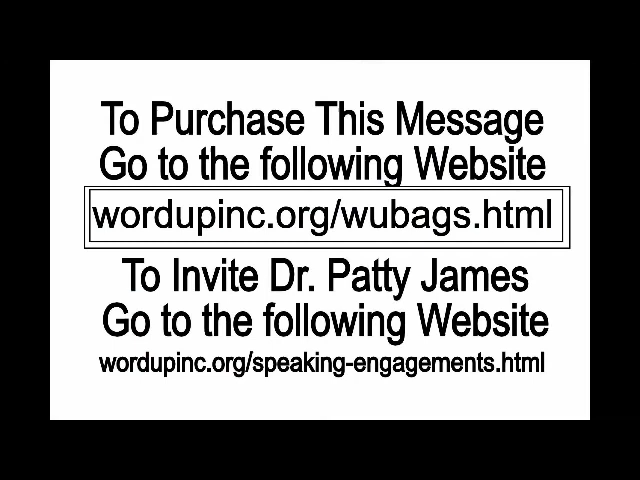 To Purchase This Message
Go to the following Website
wordupinc.org/wubags.html
To Invite Dr. Patty James
Go to the following Website
wordupinc.org/speaking-engagements.html